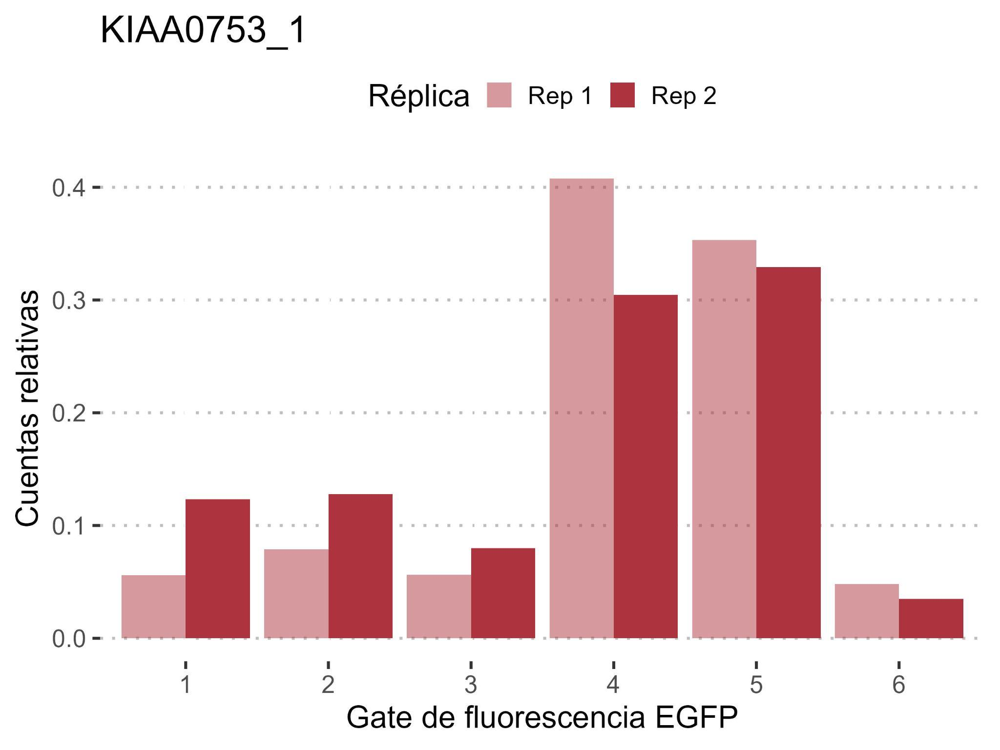 KIAA0753_1
Réplica Rep 1 Rep 2
Cuentas relativas
0.4
0.3
0.2
0.1
0.0
1 2 3 4 5 6
Gate de fluorescencia EGFP